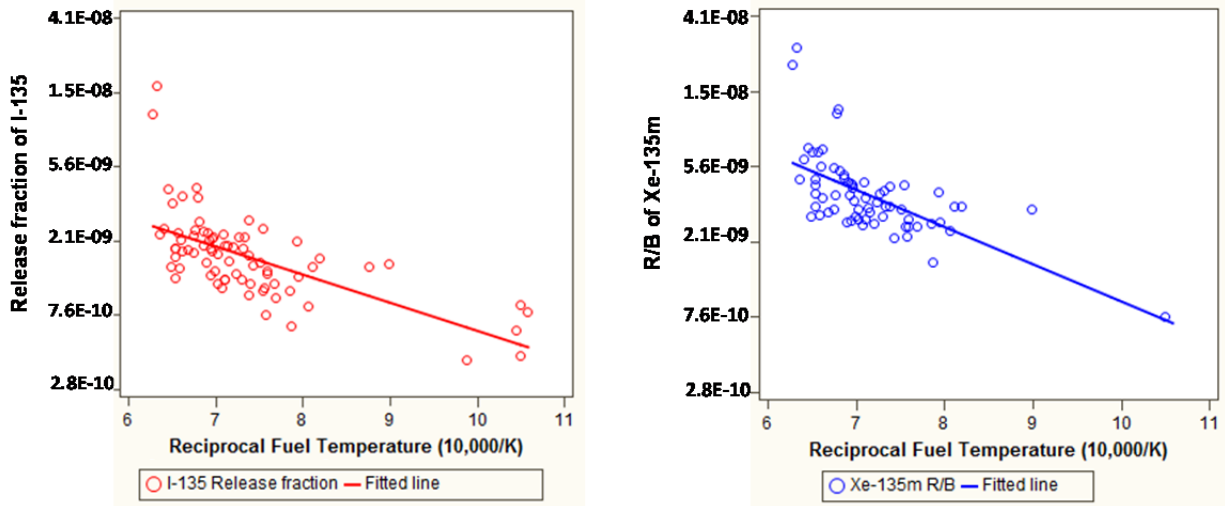 4.1E-08
1.5E-08
5.6E-09
2.1E-09
7.6E-10
2.8E-10
Release fraction of I-135
6 7 8 9 10 11
Reciprocal Fuel Temperature (10,000/K)
I-135 Release fraction Fitted line
4.1E-08
1.5E-08
5.6E-09
2.1E-09
7.6E-10
2.8E-10
R/B of Xe-135m
6 7 8 9 10 11
Reciprocal Fuel Temperature (10,000/K)
Xe-135m R/B Fitted line